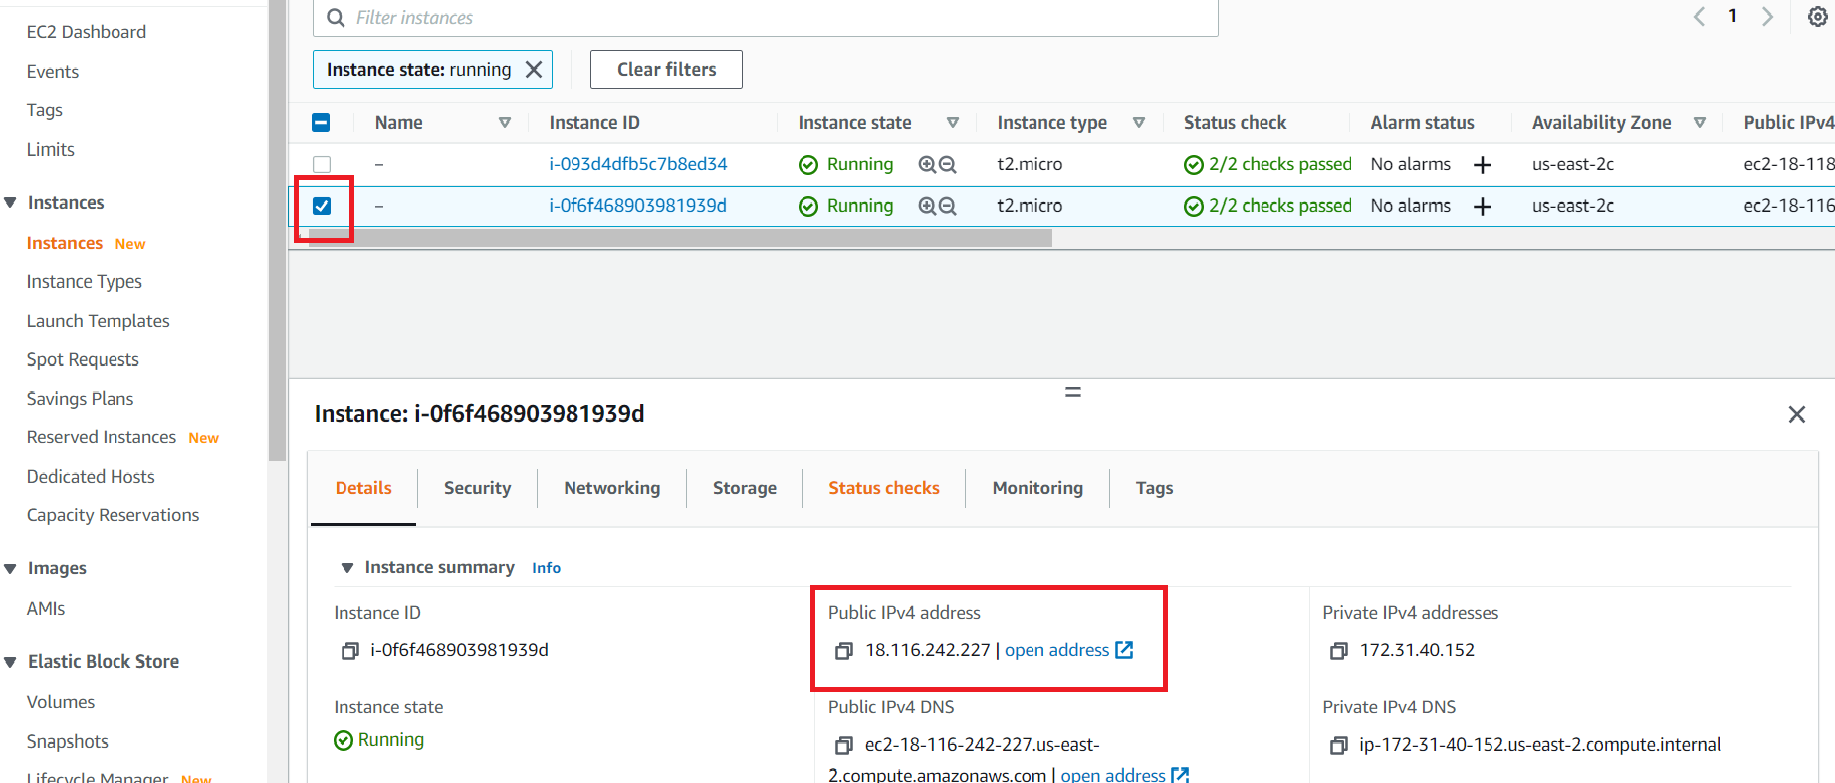 EC2 Dashboard
Events
Tags
Limits
Instances
Instances New
Instance Types
Launch Templates
Spot Requests
Savings Plans
Reserved Instances New
Dedicated Hosts
Capacity Reservations
Images
AMIs
Elastic Block Store
Volumes
Snapshots
Lifecycle Manager New
Filter instances
1
Instance state: running
Clear filters
Name Instance ID Instance state Instance type Status check Alarm status Availability Zone Public IPv4
– i-093d4dfb5c7b8ed34 Running t2.micro 2/2 checks passed No alarms + us-east-2c ec2-18-118
– i-0f6f468903981939d Running t2.micro 2/2 checks passed No alarms + us-east-2c ec2-18-116
Instance: i-0f6f468903981939d
Details Security Networking Storage Status checks Monitoring Tags
Instance summary Info
Instance ID
i-0f6f468903981939d
Public IPv4 address
18.116.242.227 | open address
Private IPv4 addresses
172.31.40.152
Instance state
Running
Public IPv4 DNS
ec2-18-116-242-227.us-east-
2.compute.amazonaws.com | open address
Private IPv4 DNS
ip-172-31-40-152.us-east-2.compute.internal